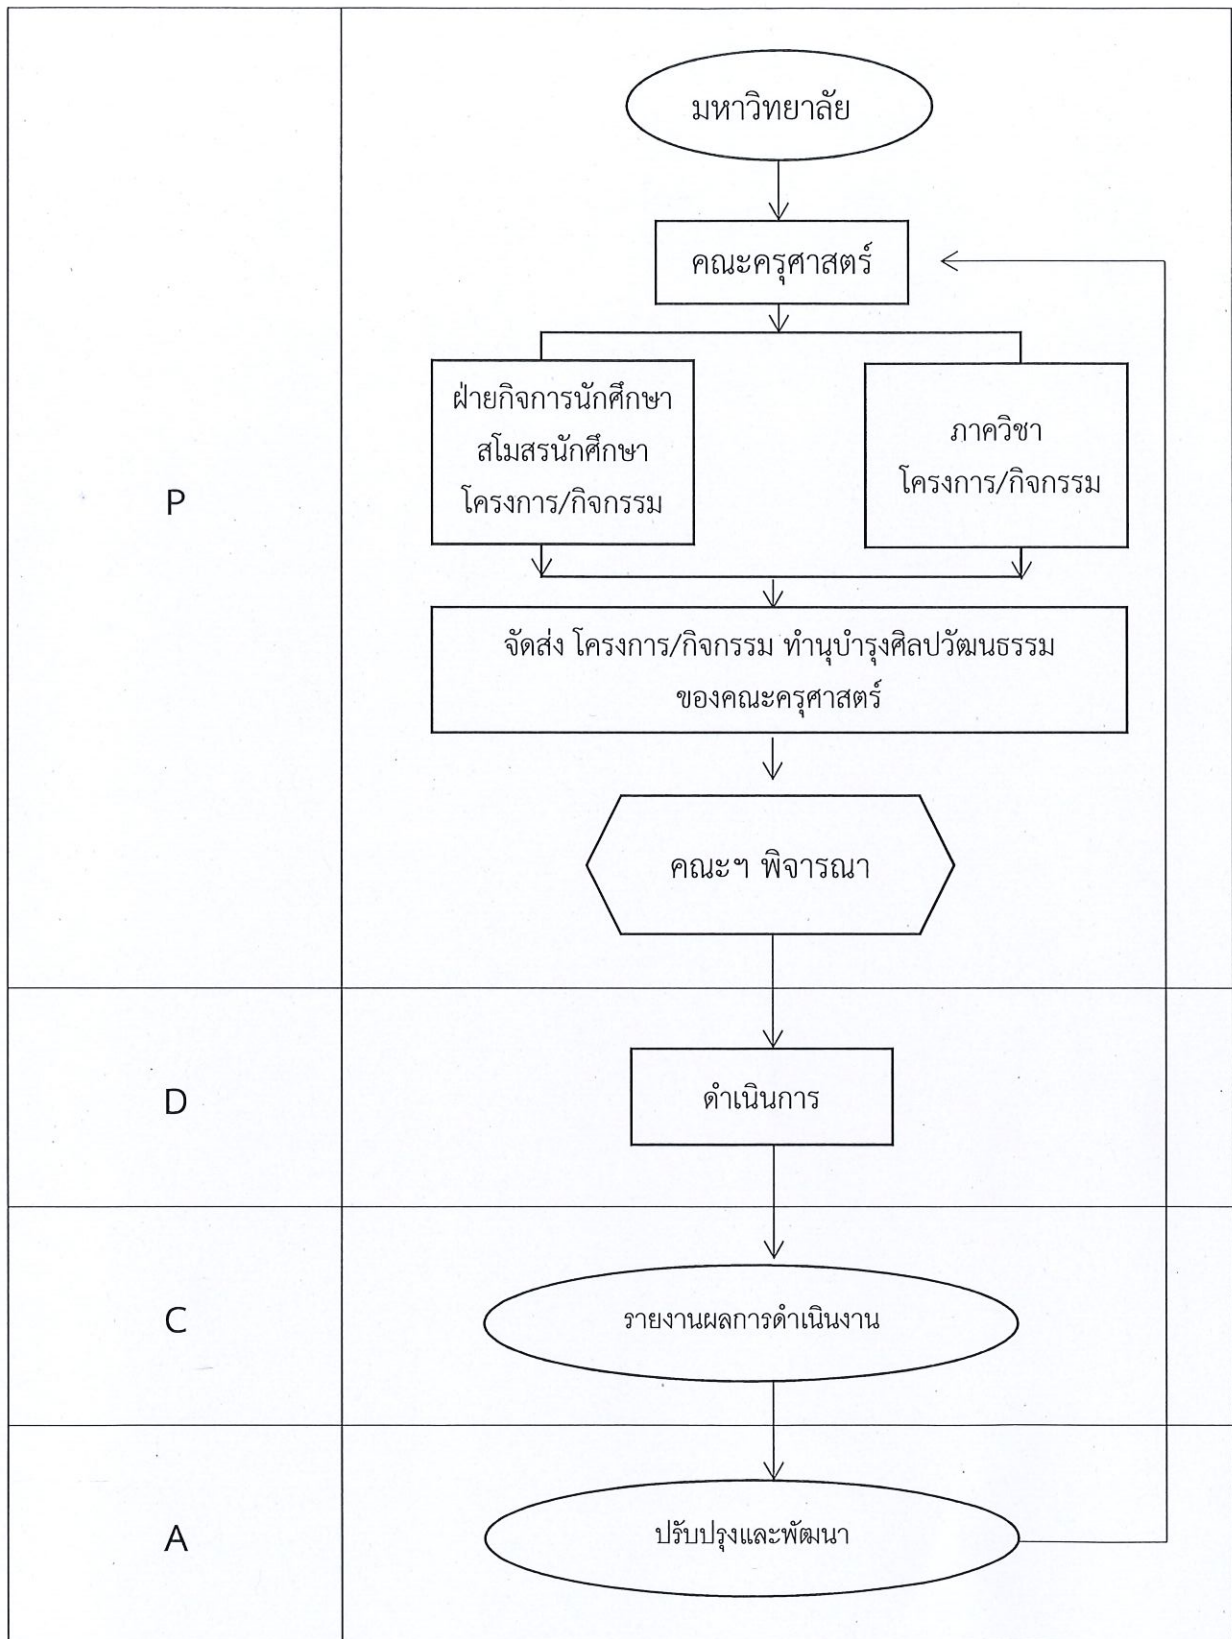 มหาวิทยาลัย
คณะครุศาสตร์
ฝ่ายกิจการนักศึกษา
สโมสรนักศึกษา
โครงการ/กิจกรรม
ภาควิชา
โครงการ/กิจกรรม
P
จัดส่ง โครงการ/กิจกรรม ทำนุบำรุงศิลปวัฒนธรรม
ของคณะครุศาสตร์
คณะฯ พิจารณา
D
ดำเนินการ
C
รายงานผลการดำเนินงาน
A
ปรับปรุงและพัฒนา